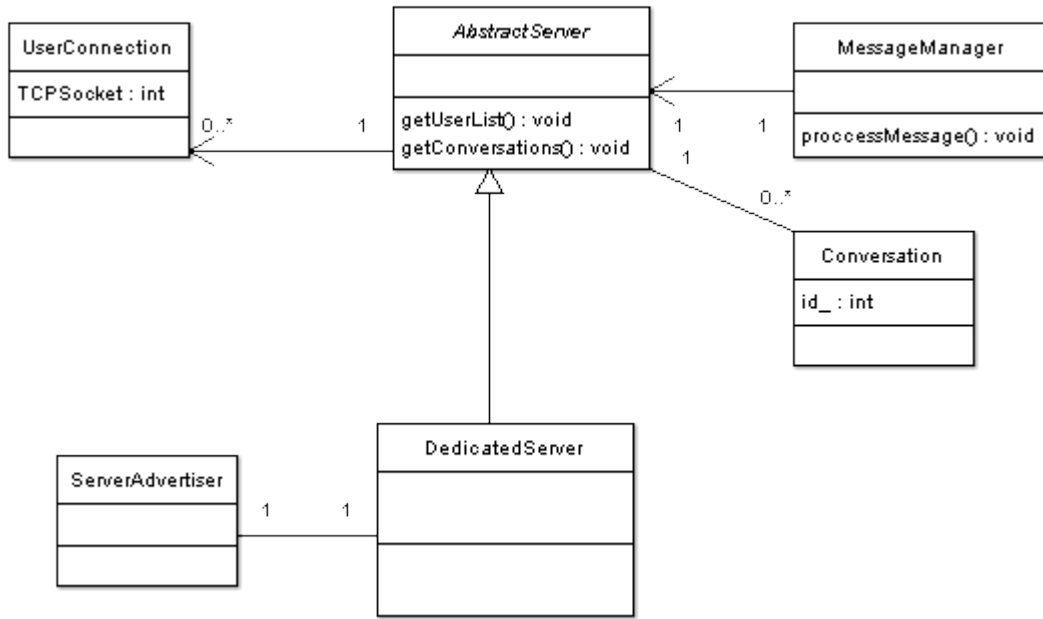 UserConnection
TCPSocket : int
AbstractServer
getUserList() : void
getConversations() : void
MessageManager
proccessMessage() : void
0..*
1
1
1
1
0..*
Conversation
id_ : int
DedicatedServer
ServerAdvertiser
1
1